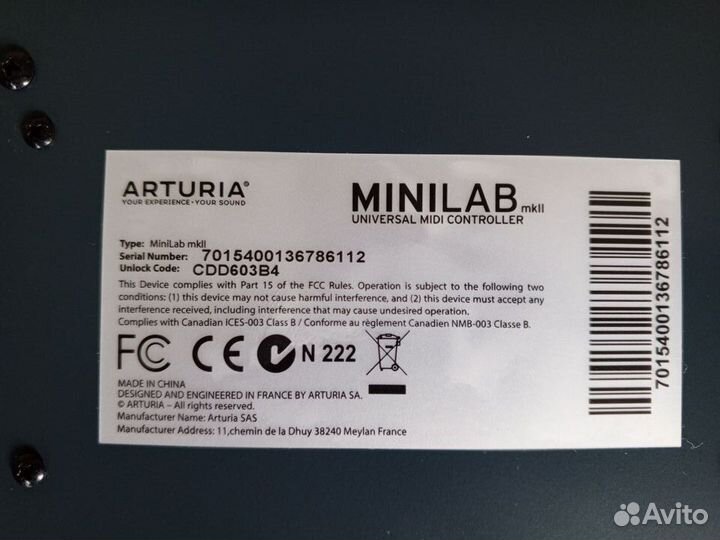 ARTURIA®
YOUR EXPERIENCE • YOUR SOUND
MINILAB mkII
UNIVERSAL MIDI CONTROLLER
Type: MiniLab mkII
Serial Number: 7015400136786112
Unlock Code: CDD603B4
This Device complies with Part 15 of the FCC Rules. Operation is subject to the following two
conditions: (1) this device may not cause harmful interference, and (2) this device must accept any
interference received, including interference that may cause undesired operation.
Complies with Canadian ICES-003 Class B / Conforme au règlement Canadien NMB-003 Classe B.
FC CE N 222
MADE IN CHINA
DESIGNED AND ENGINEERED IN FRANCE BY ARTURIA SA.
© ARTURIA – All rights reserved.
Manufacturer Name: Arturia SAS
Manufacturer Address: 11,chemin de la Dhuy 38240 Meylan France
7015400136786112
Avito